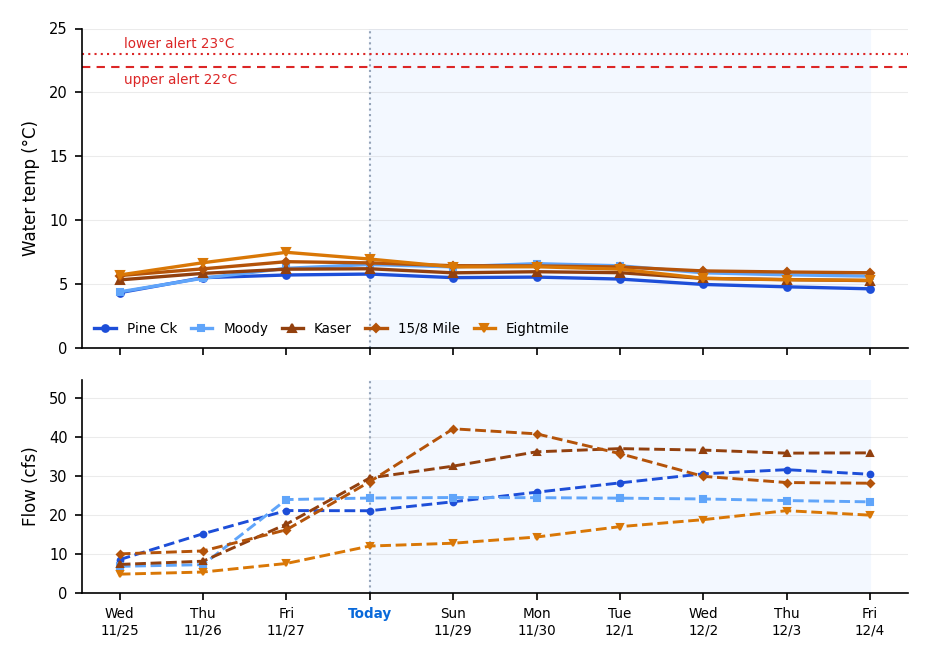 25
lower alert 23°C
upper alert 22°C
20
15
10
5
0
Water temp (°C)
Pine Ck Moody Kaser 15/8 Mile Eightmile
50
40
30
20
10
0
Flow (cfs)
Wed Thu Fri Today Sun Mon Tue Wed Thu Fri
11/25 11/26 11/27 11/29 11/30 12/1 12/2 12/3 12/4